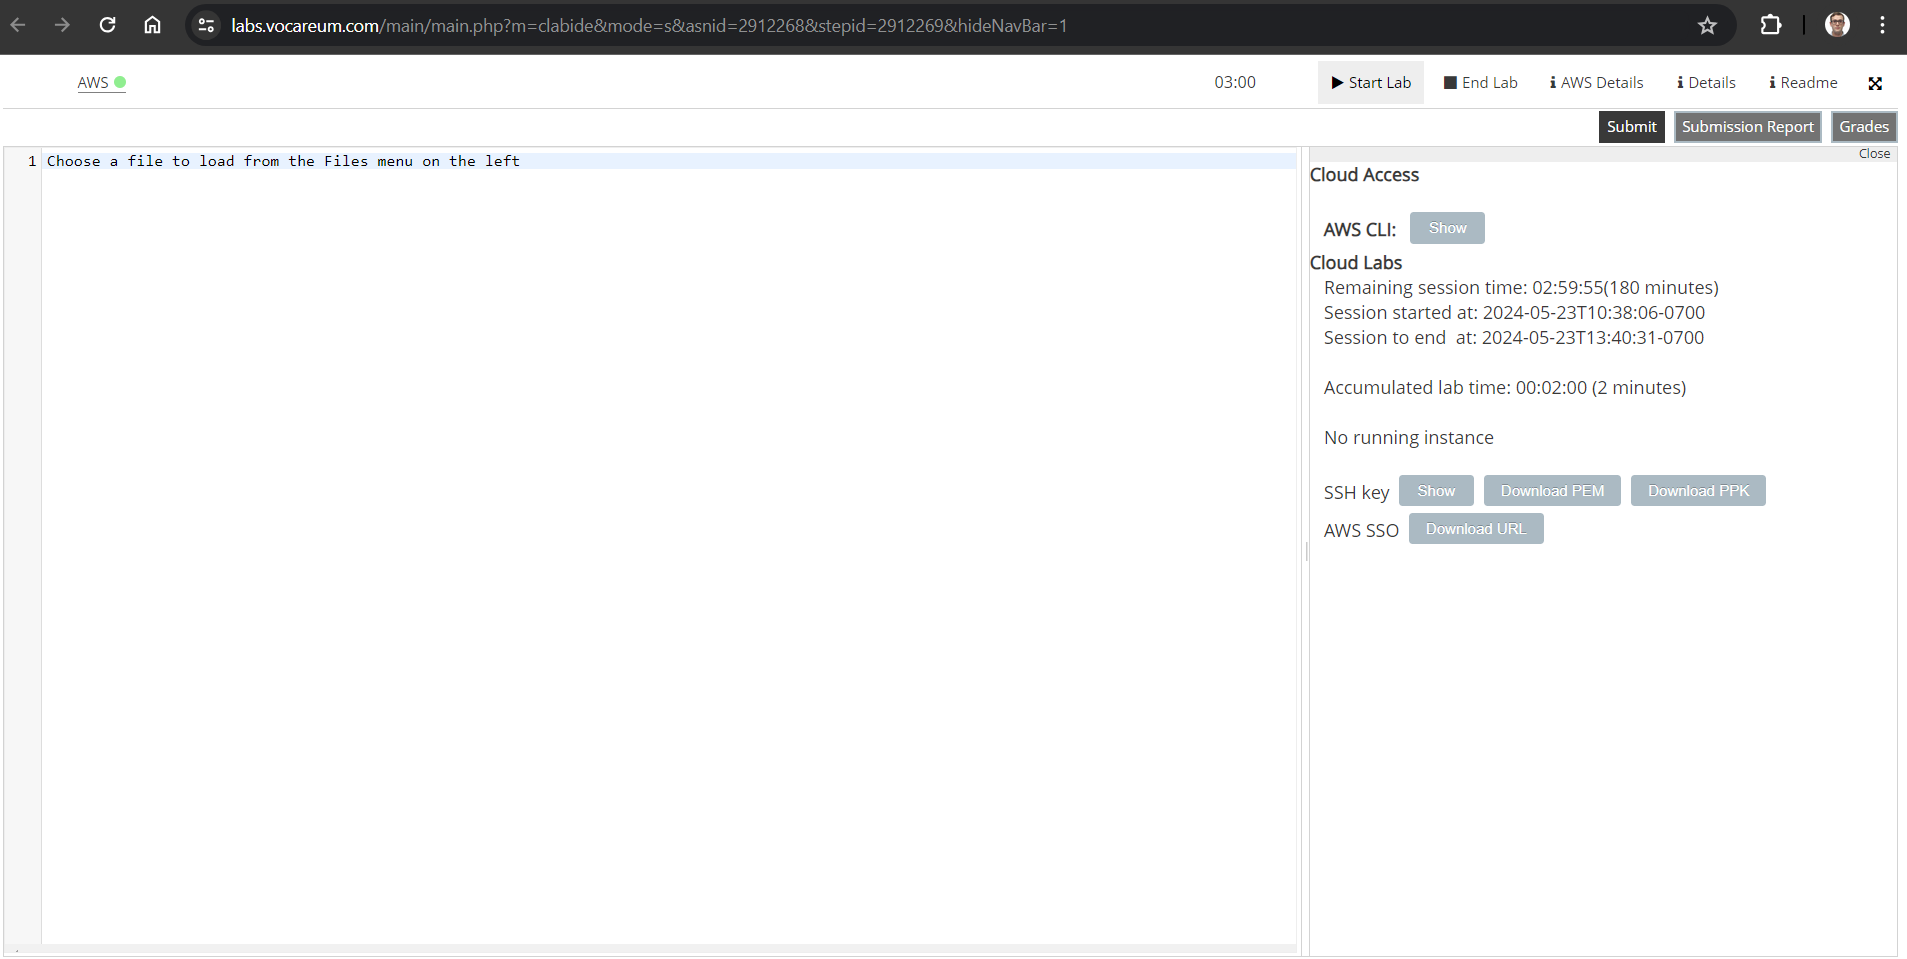 labs.vocareum.com/main/main.php?m=clabide&mode=s&asnid=2912268&stepid=2912269&hideNavBar=1
AWS 03:00 Start Lab End Lab AWS Details Details Readme
Submit Submission Report Grades
1 Choose a file to load from the Files menu on the left
Close
Cloud Access
AWS CLI: Show
Cloud Labs
Remaining session time: 02:59:55(180 minutes)
Session started at: 2024-05-23T10:38:06-0700
Session to end at: 2024-05-23T13:40:31-0700
Accumulated lab time: 00:02:00 (2 minutes)
No running instance
SSH key Show Download PEM Download PPK
AWS SSO Download URL